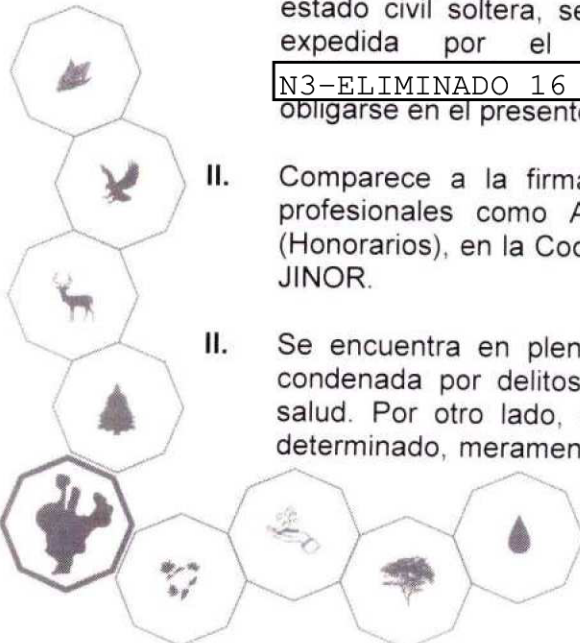 estado civil soltera, se
expedida por el
N3-ELIMINADO 16
obligarse en el presente
II. Comparece a la firma
profesionales como A
(Honorarios), en la Coo
JINOR.
II. Se encuentra en plen
condenada por delitos
salud. Por otro lado,
determinado, meramen